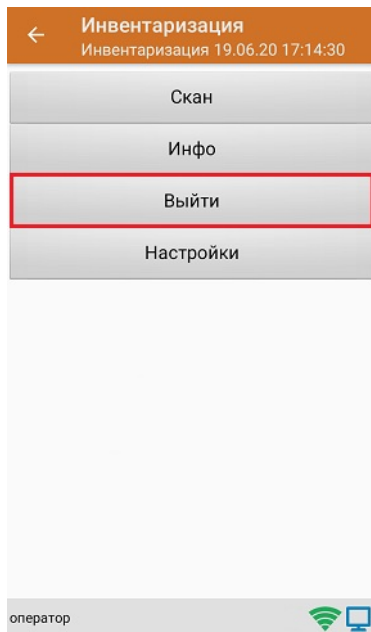 Инвентаризация
Инвентаризация 19.06.20 17:14:30
Скан
Инфо
Выйти
Настройки
оператор